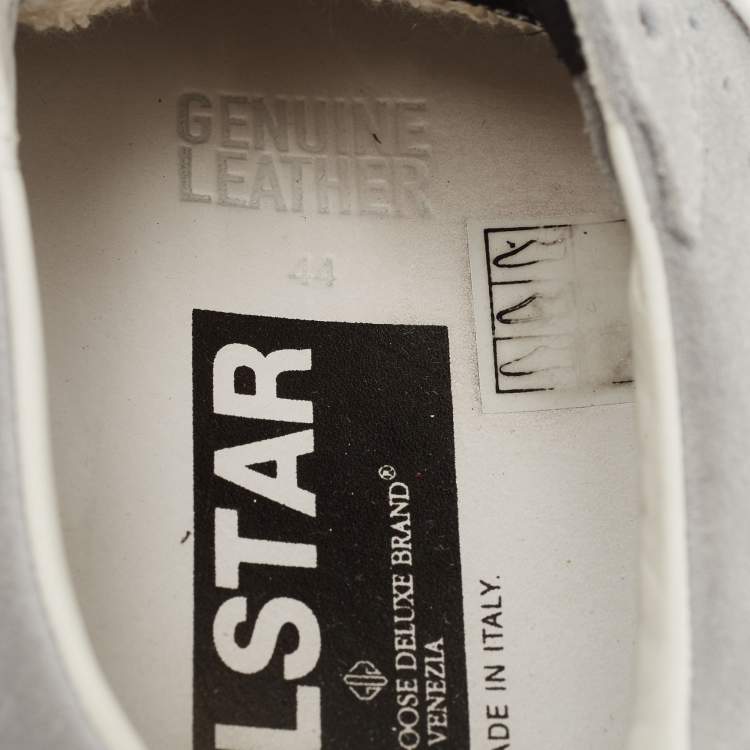 GENUINE
LEATHER
44
LSTAR
OOSE DELUXE BRAND®
VENEZIA
ADE IN ITALY.